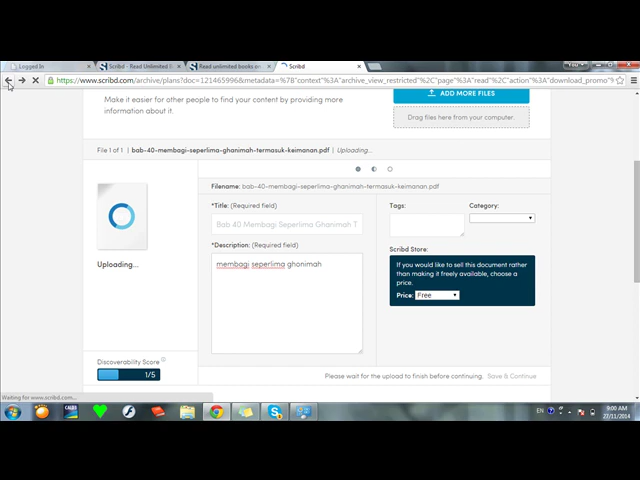 Logged In
Scribd - Read Unlimited B
Read unlimited books on
Scribd
https://www.scribd.com/archive/plans?doc=121465996&metadata=%7B"context"%3A"archive_view_restricted"%2C"page"%3A"read"%2C"action"%3A"download_promo"%
Make it easier for other people to find your content by providing more
information about it.
ADD MORE FILES
Drag files here from your computer.
File 1 of 1 | bab-40-membagi-seperlima-ghanimah-termasuk-keimanan.pdf | Uploading...
Filename: bab-40-membagi-seperlima-ghanimah-termasuk-keimanan.pdf
*Title: (Required field)
Bab 40 Membagi Seperlima Ghanimah T
Tags:
Category:
*Description: (Required field)
membagi seperlima ghonimah
Uploading...
Scribd Store:
If you would like to sell this document rather
than making it freely available, choose a
price.
Price: Free
Discoverability Score
1/5
Please wait for the upload to finish before continuing. Save & Continue
Waiting for www.scribd.com...
EN
9:00 AM
27/11/2014